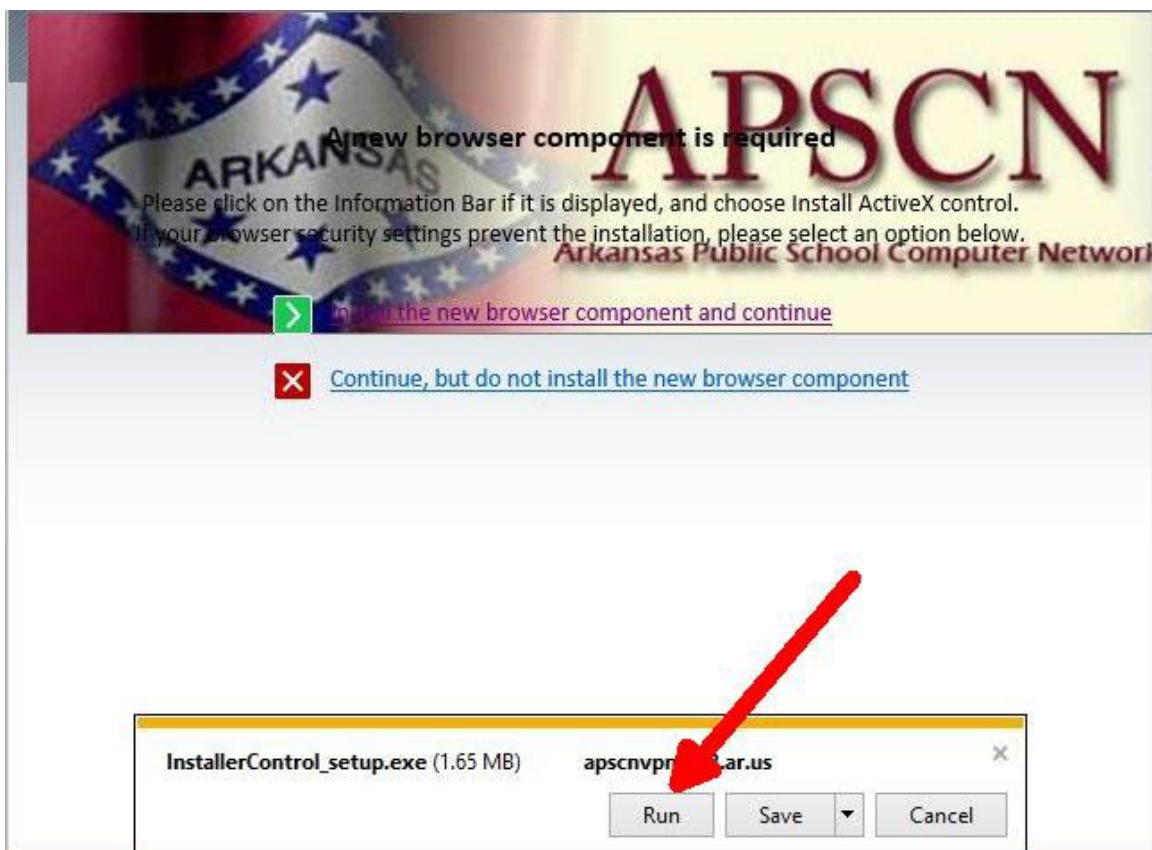 APSCN
ARKANSAS
A new browser component is required
Please click on the Information Bar if it is displayed, and choose Install ActiveX control.
If your browser security settings prevent the installation, please select an option below.
Arkansas Public School Computer Network
the new browser component and continue
Continue, but do not install the new browser component
InstallerControl_setup.exe (1.65 MB) .ar.us
Run Save Cancel